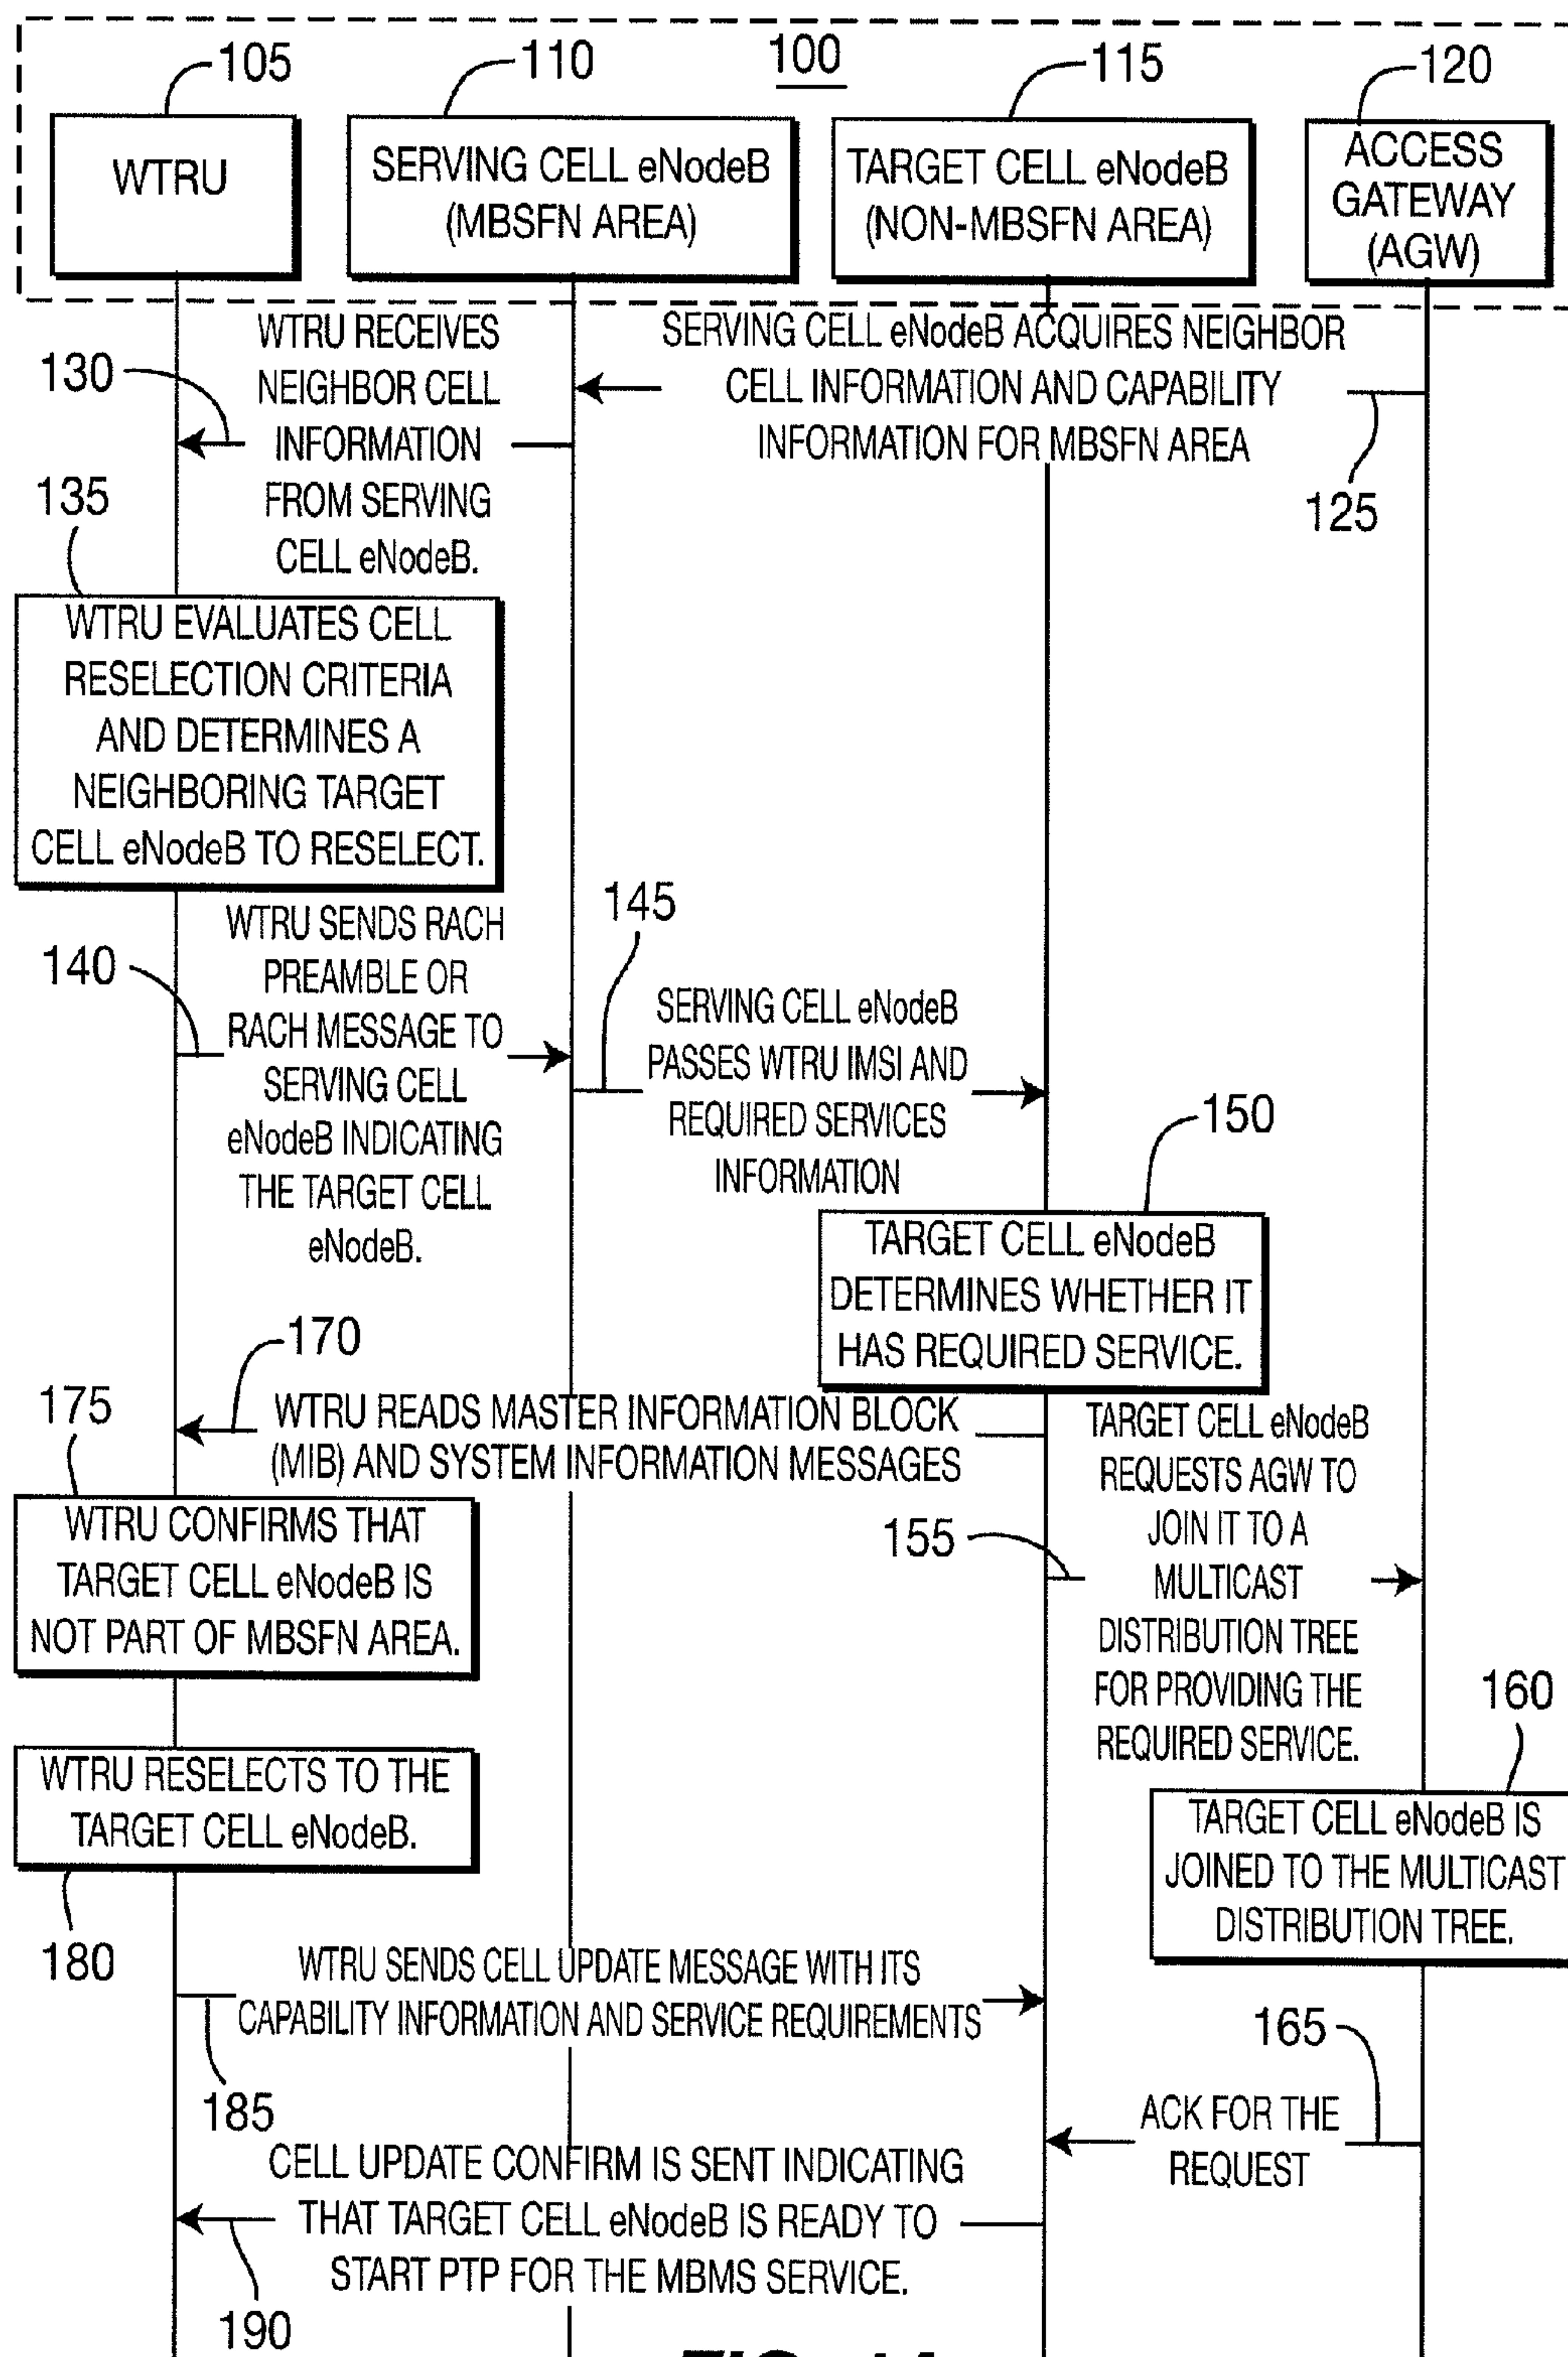 100
105
110
115
120
WTRU
SERVING CELL eNodeB
(MBSFN AREA)
TARGET CELL eNodeB
(NON-MBSFN AREA)
ACCESS
GATEWAY
(AGW)
SERVING CELL eNodeB ACQUIRES NEIGHBOR
CELL INFORMATION AND CAPABILITY
INFORMATION FOR MBSFN AREA
125
130
WTRU RECEIVES
NEIGHBOR CELL
INFORMATION
FROM SERVING
CELL eNodeB.
135
WTRU EVALUATES CELL
RESELECTION CRITERIA
AND DETERMINES A
NEIGHBORING TARGET
CELL eNodeB TO RESELECT.
140
WTRU SENDS RACH
PREAMBLE OR
RACH MESSAGE TO
SERVING CELL
eNodeB INDICATING
THE TARGET CELL
eNodeB.
145
SERVING CELL eNodeB
PASSES WTRU IMSI AND
REQUIRED SERVICES
INFORMATION
150
TARGET CELL eNodeB
DETERMINES WHETHER IT
HAS REQUIRED SERVICE.
170
WTRU READS MASTER INFORMATION BLOCK
(MIB) AND SYSTEM INFORMATION MESSAGES
155
TARGET CELL eNodeB
REQUESTS AGW TO
JOIN IT TO A
MULTICAST
DISTRIBUTION TREE
FOR PROVIDING THE
REQUIRED SERVICE.
175
WTRU CONFIRMS THAT
TARGET CELL eNodeB IS
NOT PART OF MBSFN AREA.
160
TARGET CELL eNodeB IS
JOINED TO THE MULTICAST
DISTRIBUTION TREE.
WTRU RESELECTS TO THE
TARGET CELL eNodeB.
180
WTRU SENDS CELL UPDATE MESSAGE WITH ITS
CAPABILITY INFORMATION AND SERVICE REQUIREMENTS
185
165
ACK FOR THE
REQUEST
CELL UPDATE CONFIRM IS SENT INDICATING
THAT TARGET CELL eNodeB IS READY TO
START PTP FOR THE MBMS SERVICE.
190